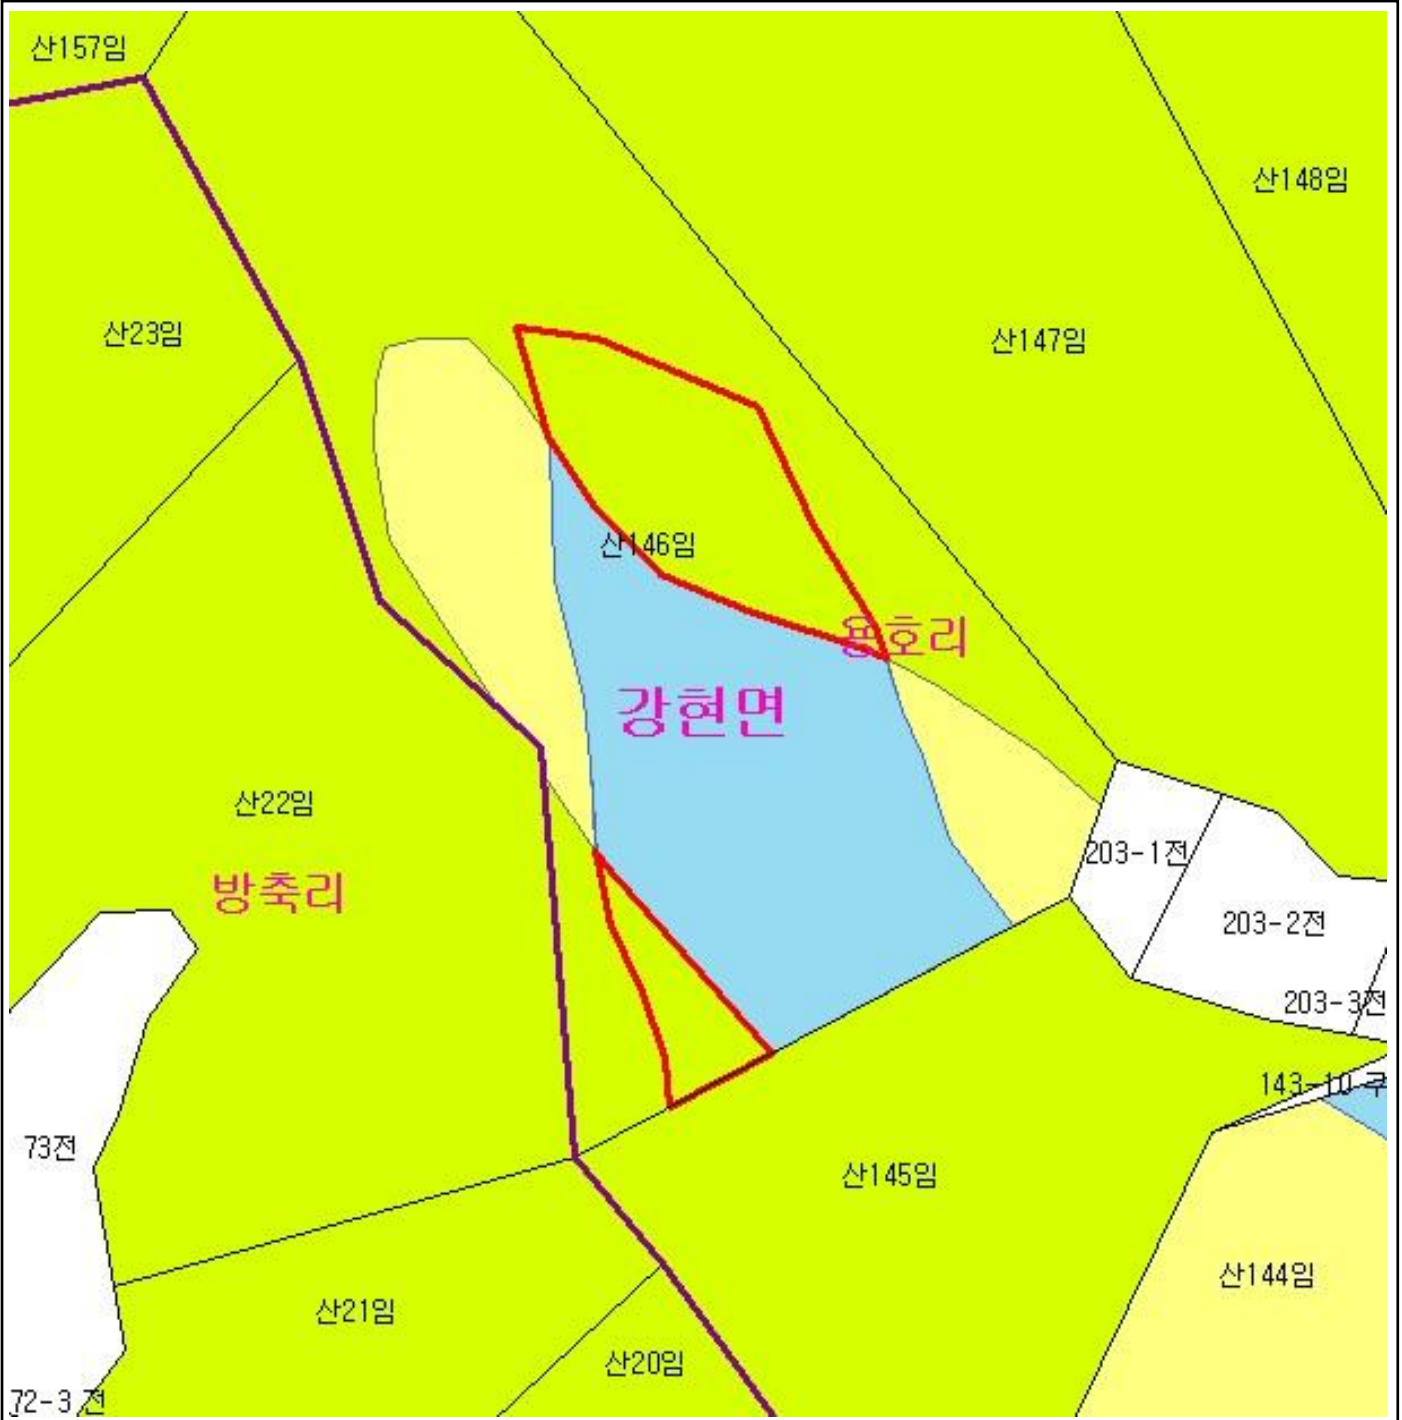 산157임
산148임
산23임
산147임
산146임
용호리
강현면
산22임
203-1전
방축리
203-2전
203-3전
143-10 구
73전
산145임
산144임
산21임
산20임
72-3 전